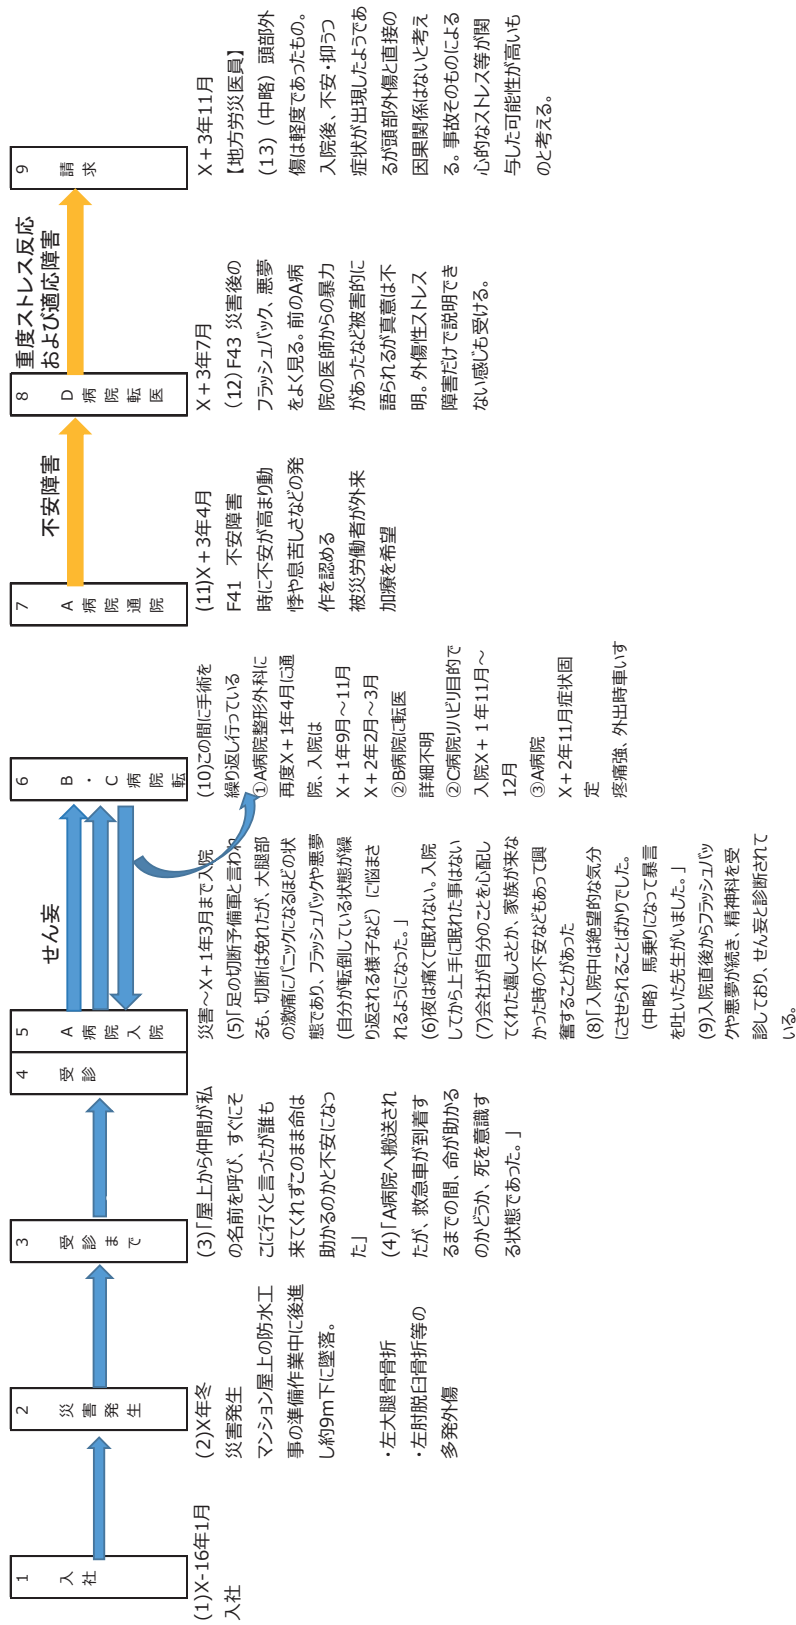 1
入社
(1)X-16年1月
入社
2
災害発生
(2)X年冬
災害発生
マンション屋上の防水工
事の準備作業中に後進
し約9m下に墜落。
・左大腿骨骨折
・左肘脱臼骨折等の
多発外傷
3
受診まで
(3)「屋上から仲間が私
の名前を呼び、すぐにそ
こに行くと言ったが誰も
来てくれずこのまま命は
助かるのかと不安になっ
た」
(4)「A病院へ搬送され
たが、救急車が到着す
るまでの間、命が助かる
のかどうか、死を意識す
る状態であった。」
4
受診
5
A病院入院
せん妄
災害～X+1年3月まで入院
(5)「足の切断予備軍と言われ
るも、切断は免れたが、大腿部
の激痛にパニックになるほどの状
態であり、フラッシュバックや悪夢
(自分が転倒している状態が繰
り返される様子など）に悩まさ
れるようになった。」
(6)夜は痛くて眠れない。入院
してから上手に眠れた事はない
(7)会社が自分のことを心配し
てくれた嬉しさとか、家族が来な
かった時の不安などもあって興
奮することがあった
(8)「入院中は絶望的な気分
にさせられることばかりでした。
（中略）馬乗りになって暴言
を吐いた先生がいました。」
(9)入院直後からフラッシュバッ
クや悪夢が続き、精神科を受
診しており、せん妄と診断されて
いる。
6
B・C病院転
(10)この間に手術を
繰り返し行っている
①A病院整形外科に
再度X+1年4月に通
院、入院は
X+1年9月～11月
X+2年2月～3月
②B病院に転医
詳細不明
②C病院リハビリ目的で
入院X+1年11月～
12月
③A病院
X+2年11月症状固
定
疼痛強、外出時車いす
7
A病院通院
不安障害
(11)X+3年4月
F41 不安障害
時に不安が高まり動
悸や息苦しさなどの発
作を認める
被災労働者が外来
加療を希望
8
D病院転医
重度ストレス反応
および適応障害
X+3年7月
(12)F43 災害後の
フラッシュバック、悪夢
をよく見る。前のA病
院の医師からの暴力
があったなど被害的に
語られるが真意は不
明。外傷性ストレス
障害だけで説明でき
ない感じも受ける。
9
請求
X+3年11月
【地方労災医員】
(13)（中略）頭部外
傷は軽度であったもの。
入院後、不安・抑うつ
症状が出現したようであ
るが頭部外傷と直接の
因果関係はないと考え
る。事故そのものによる
心的なストレス等が関
与した可能性が高いも
のと考える。